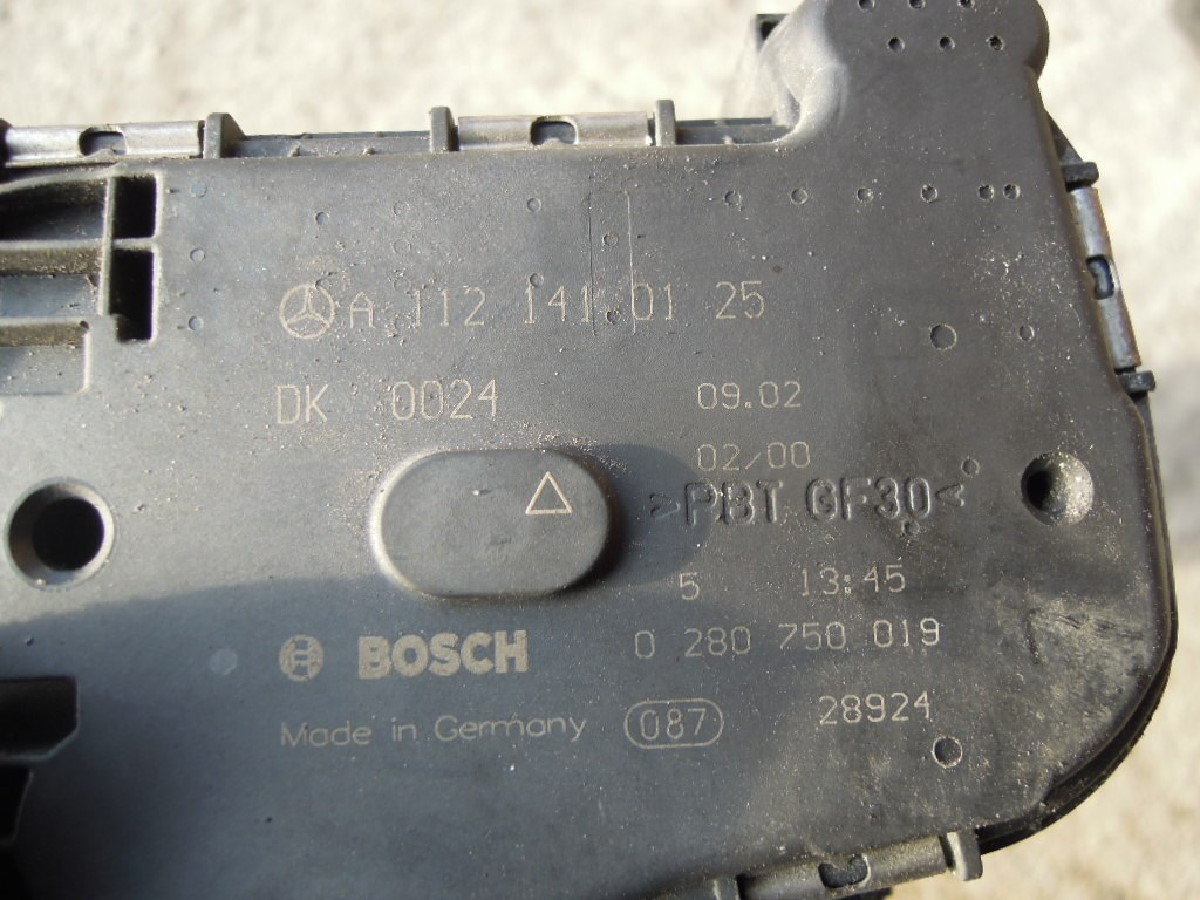 A 112 141 01 25
DK 0024 09.02
02/00
>PBT GF30<
5 13:45
BOSCH 0 280 750 019
Made in Germany 087 28924